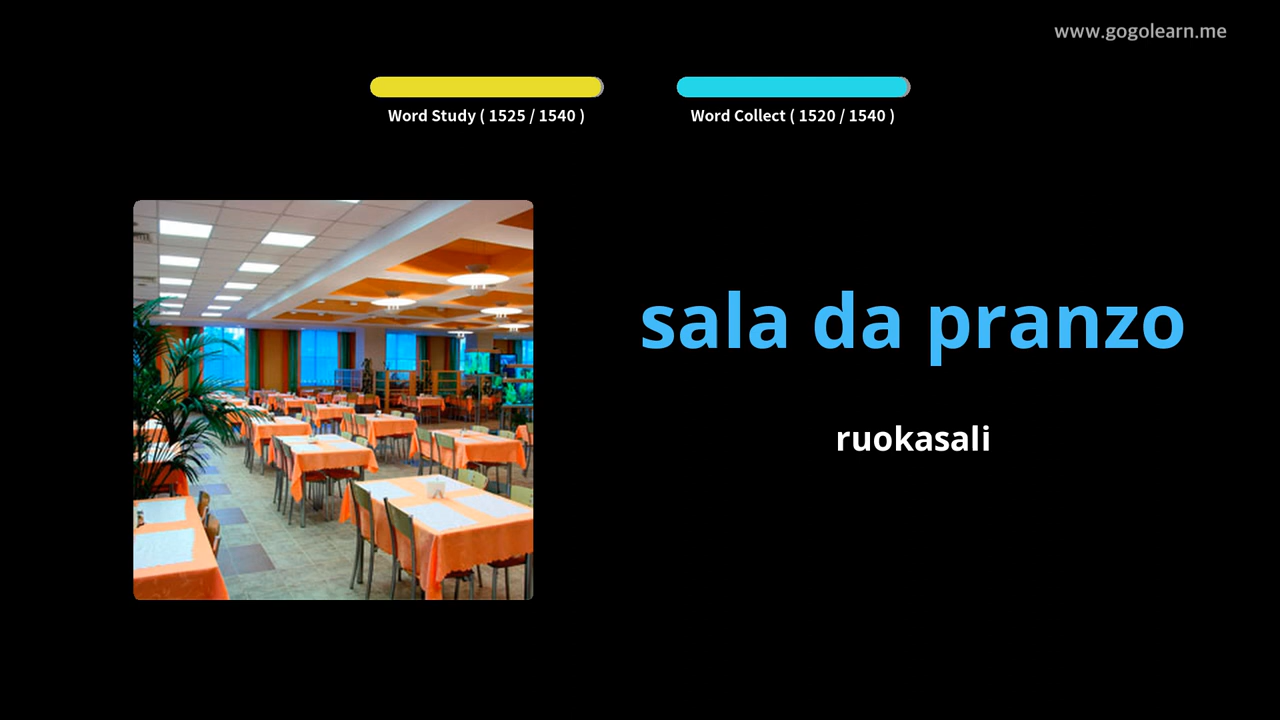 www.gogolearn.me
Word Study ( 1525 / 1540 )
Word Collect ( 1520 / 1540 )
sala da pranzo
ruokasali